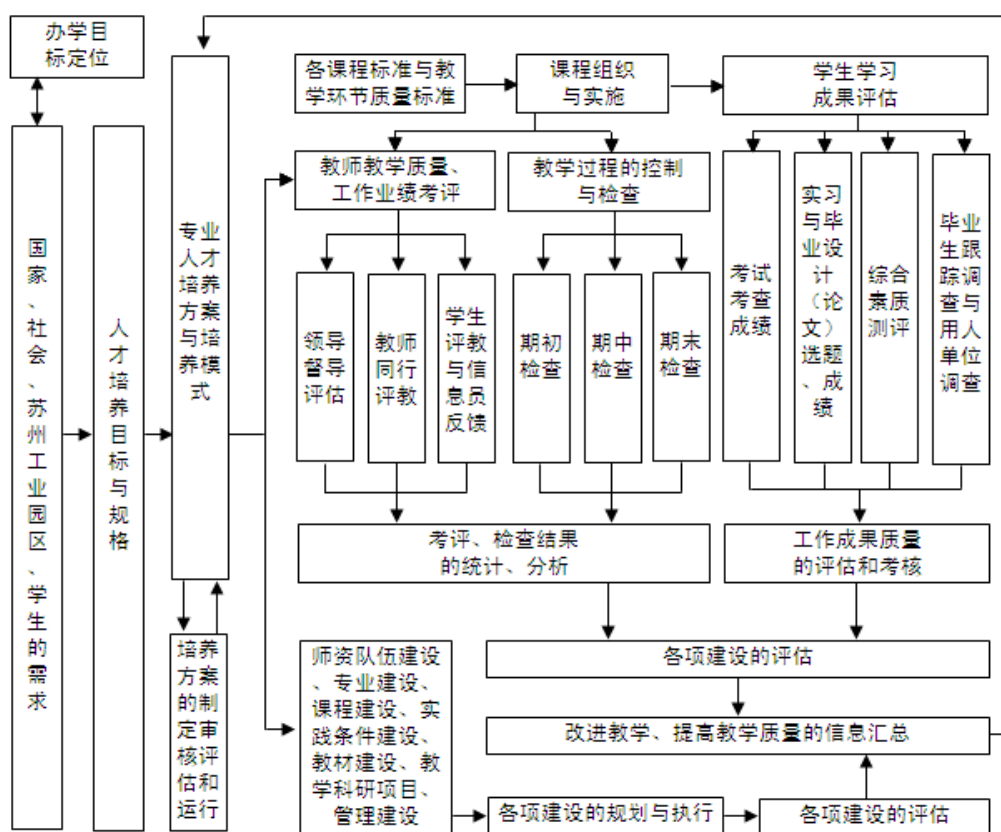 办学目
标定位
国家、社会、苏州工业园区、学生的需求
人才培养目标与规格
专业
人才
培养
方案
与培
养模
式
培养
方案
的制
定审
核评
估和
运行
各课程标准与教
学环节质量标准
课程组织
与实施
学生学习
成果评估
教师教学质量、
工作业绩考评
教学过程的控制
与检查
领导
督导
评估
教师
同行
评教
学生
评教
与信
息员
反馈
期初
检查
期中
检查
期末
检查
考试
考查
成绩
实习
与毕
业设
计
（论
文）
选题
、成
绩
综合
素质
测评
毕业
生跟
踪调
查与
用人
单位
调查
考评、检查结果
的统计、分析
工作成果质量
的评估和考核
师资队伍建设
、专业建设、
课程建设、实
践条件建设、
教材建设、教
学科研项目、
管理建设
各项建设的评估
改进教学、提高教学质量的信息汇总
各项建设的规划与执行
各项建设的评估